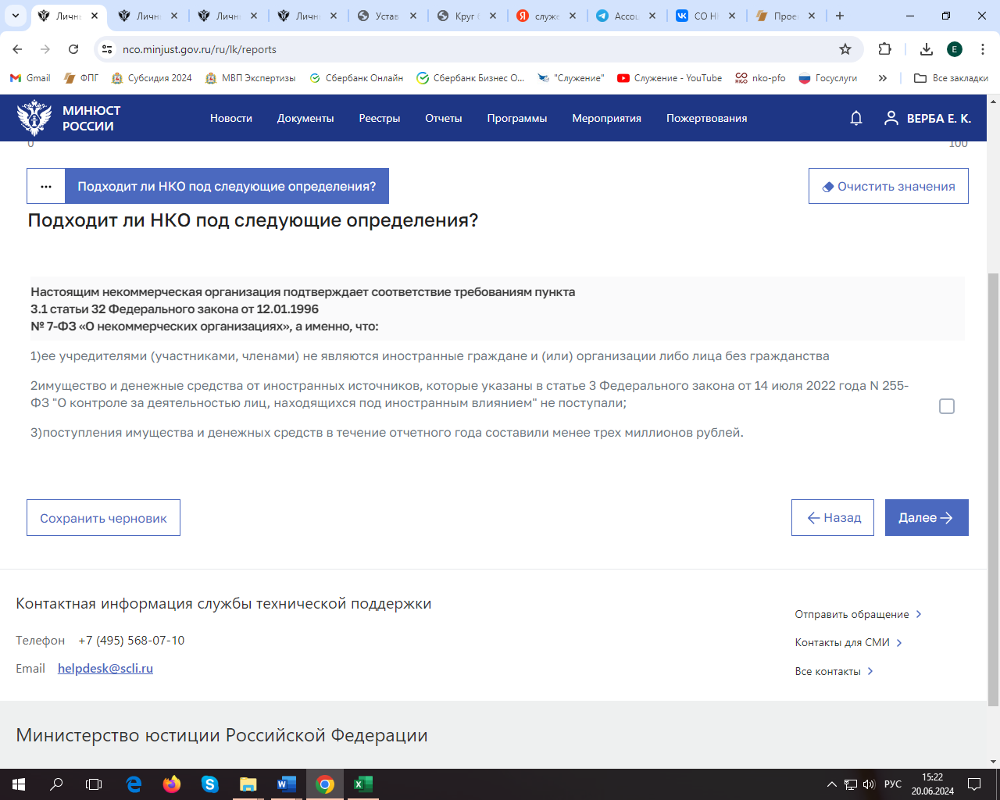 Личн
Личн
Личн
Личн
Устав
Круг
служе
Accou
СО Н
Прое
nco.minjust.gov.ru/ru/lk/reports
E
Gmail
ФПГ
Субсидия 2024
МВП Экспертизы
Сбербанк Онлайн
Сбербанк Бизнес О...
"Служение"
Служение - YouTube
nko-pfo
Госуслуги
»
Все закладки
МИНЮСТ
РОССИИ
Новости
Документы
Реестры
Отчеты
Программы
Мероприятия
Пожертвования
ВЕРБА Е. К.
0
100
...
Подходит ли НКО под следующие определения?
Очистить значения
Подходит ли НКО под следующие определения?
Настоящим некоммерческая организация подтверждает соответствие требованиям пункта
3.1 статьи 32 Федерального закона от 12.01.1996
№ 7-ФЗ «О некоммерческих организациях», а именно, что:
1)ее учредителями (участниками, членами) не являются иностранные граждане и (или) организации либо лица без гражданства
2имущество и денежные средства от иностранных источников, которые указаны в статье 3 Федерального закона от 14 июля 2022 года N 255-
ФЗ "О контроле за деятельностью лиц, находящихся под иностранным влиянием" не поступали;
3)поступления имущества и денежных средств в течение отчетного года составили менее трех миллионов рублей.
Сохранить черновик
Назад
Далее
Контактная информация службы технической поддержки
Телефон +7 (495) 568-07-10
Email helpdesk@scli.ru
Отправить обращение
Контакты для СМИ
Все контакты
Министерство юстиции Российской Федерации
РУС
15:22
20.06.2024